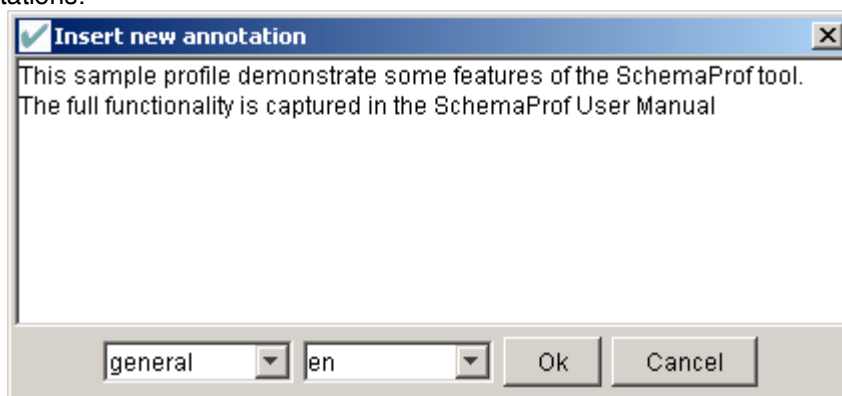 tations.
Insert new annotation
This sample profile demonstrate some features of the SchemaProf tool.
The full functionality is captured in the SchemaProf User Manual
general en Ok Cancel